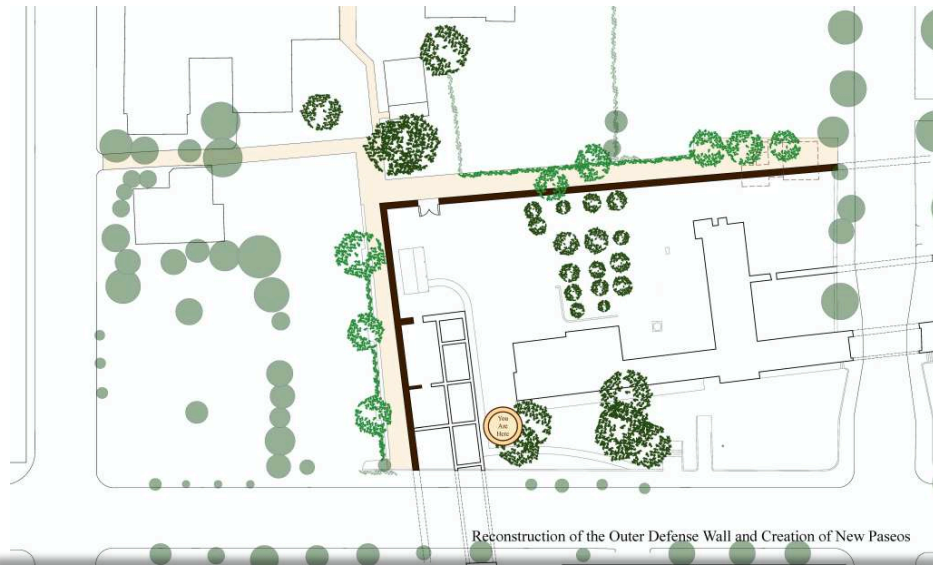 You
Are
Here
Reconstruction of the Outer Defense Wall and Creation of New Paseos